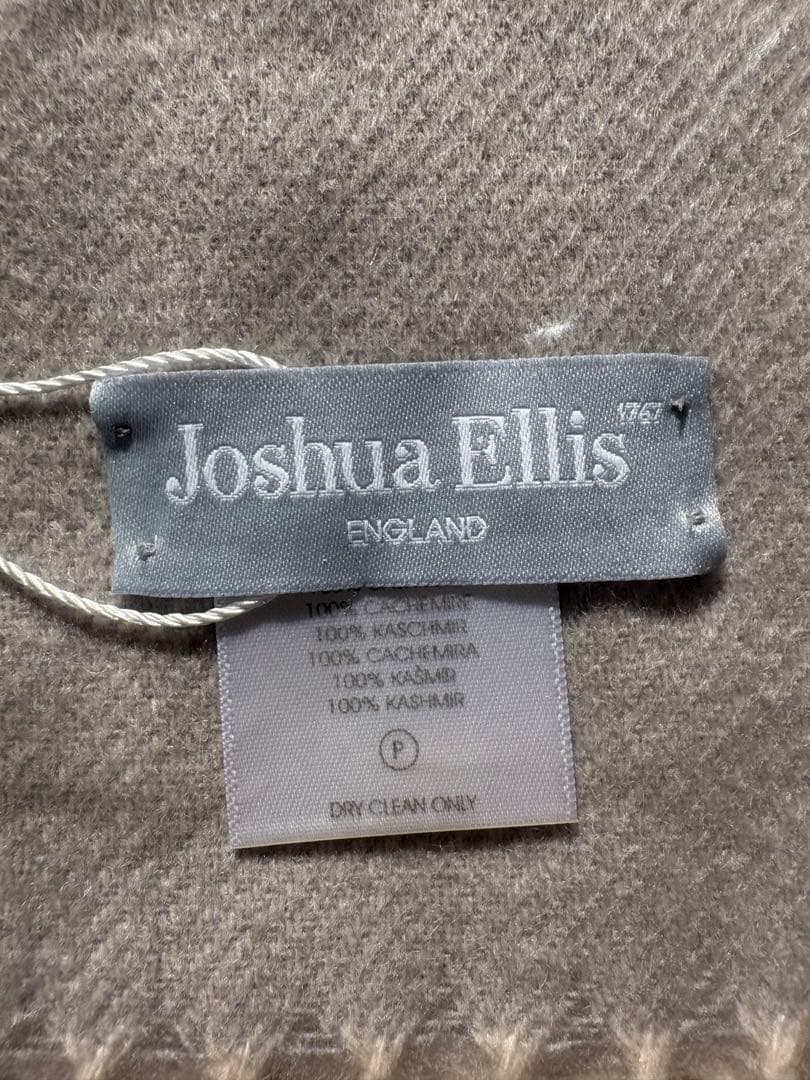 Joshua Ellis 1767
ENGLAND
100% CACHEMIRE
100% KASCHMIR
100% CACHEMIRA
100% KAŠMIR
100% KASHMIR
P
DRY CLEAN ONLY